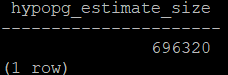 hypopg_estimate_size
----------------------
696320
(1 row)